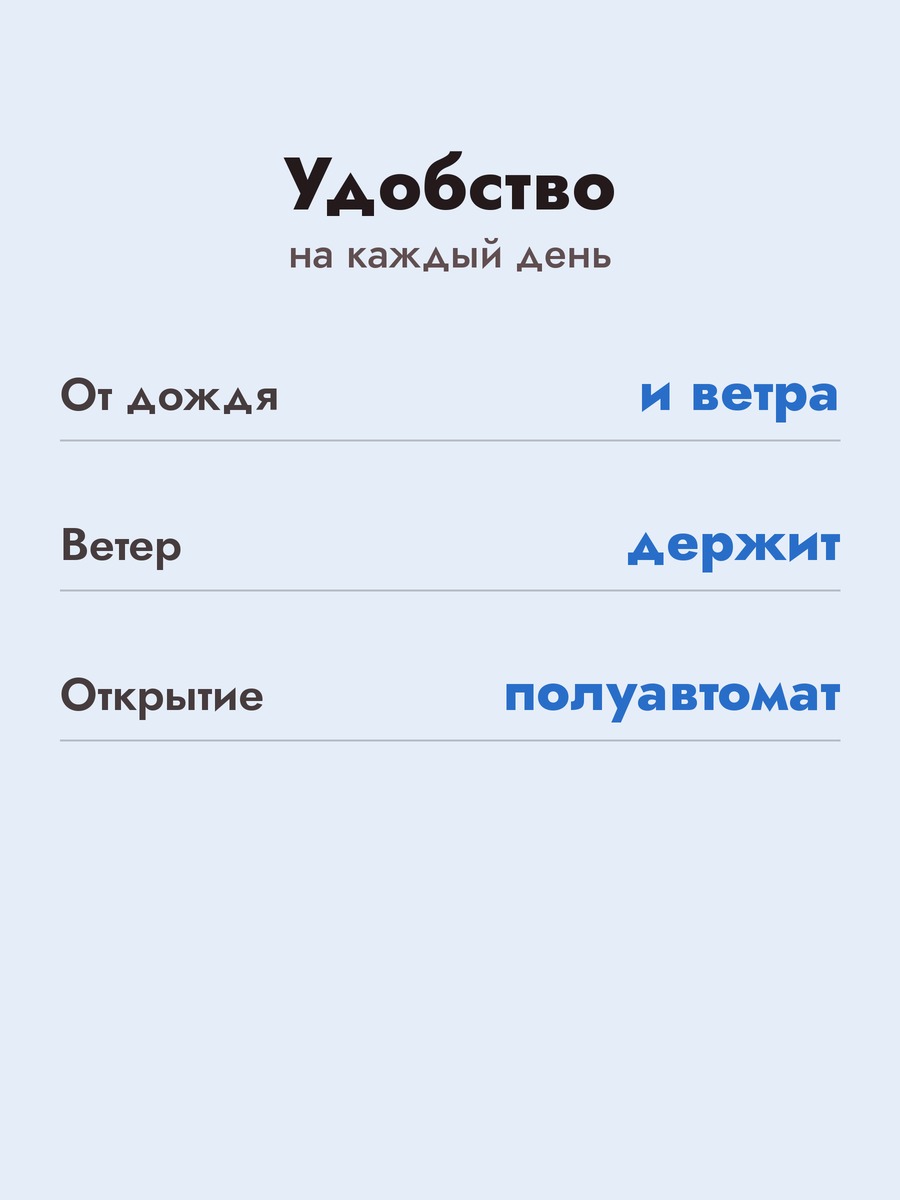 Удобство
на каждый день
От дождя и ветра
Ветер держит
Открытие полуавтомат